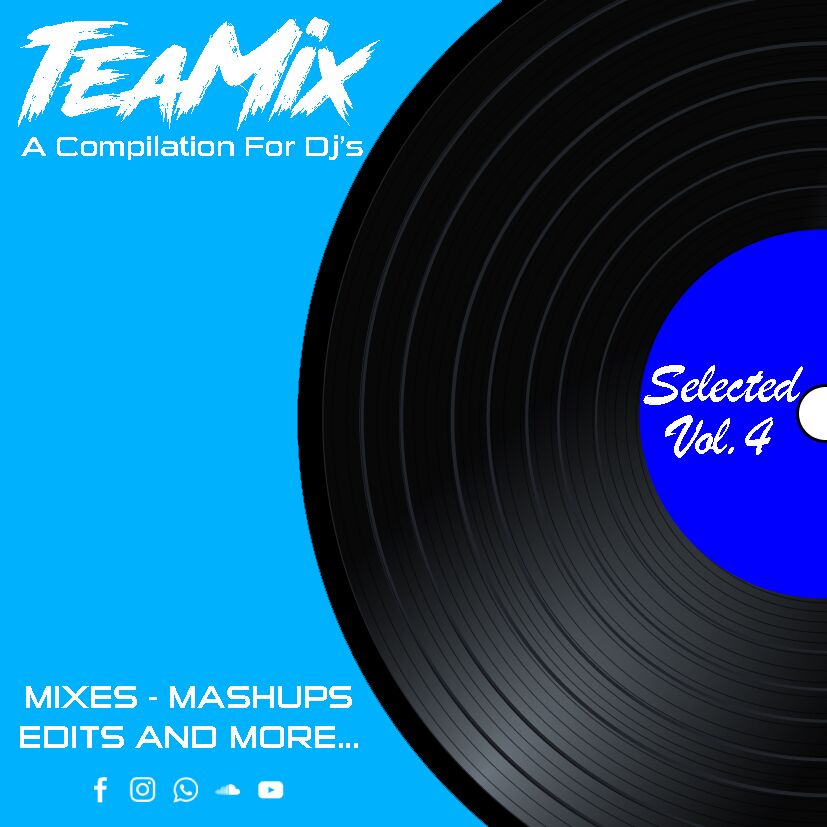 TEAMIX
A Compilation For Dj's
Selected
Vol. 4
MIXES - MASHUPS
EDITS AND MORE...